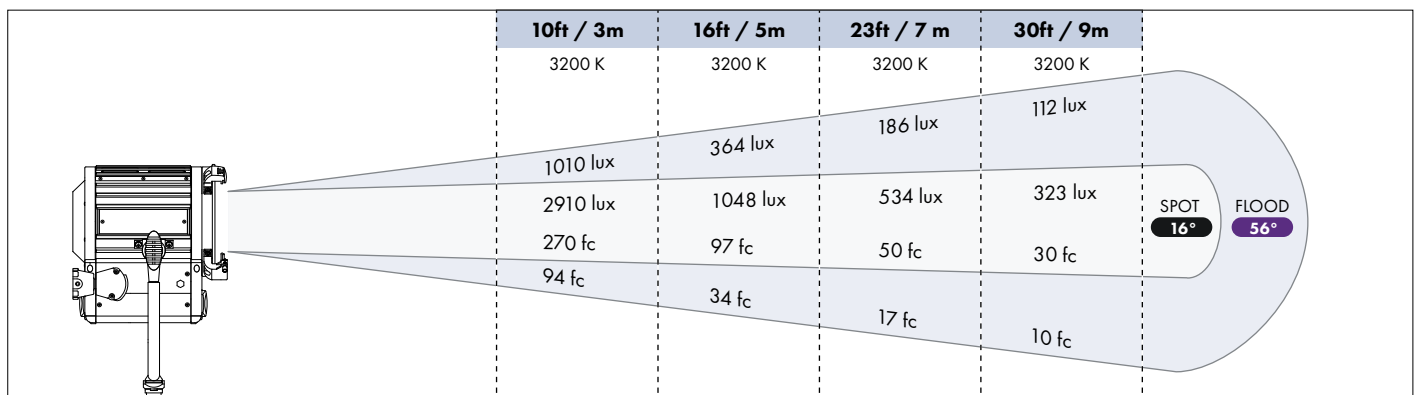 10ft / 3m 16ft / 5m 23ft / 7 m 30ft / 9m
3200 K 3200 K 3200 K 3200 K
1010 lux 364 lux 186 lux 112 lux
2910 lux 1048 lux 534 lux 323 lux
270 fc 97 fc 50 fc 30 fc
94 fc 34 fc 17 fc 10 fc
SPOT FLOOD
16° 56°